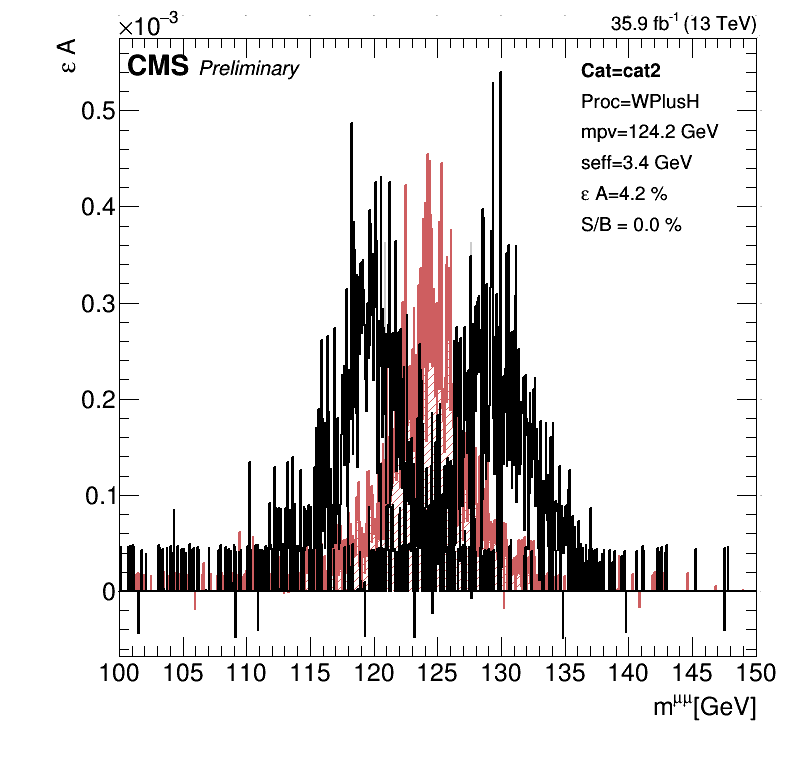 ×10⁻³
35.9 fb⁻¹ (13 TeV)
ε A
CMS Preliminary
Cat=cat2
Proc=WPlusH
mpv=124.2 GeV
seff=3.4 GeV
ε A=4.2 %
S/B = 0.0 %
0.5
0.4
0.3
0.2
0.1
0
100 105 110 115 120 125 130 135 140 145 150
m^μμ[GeV]